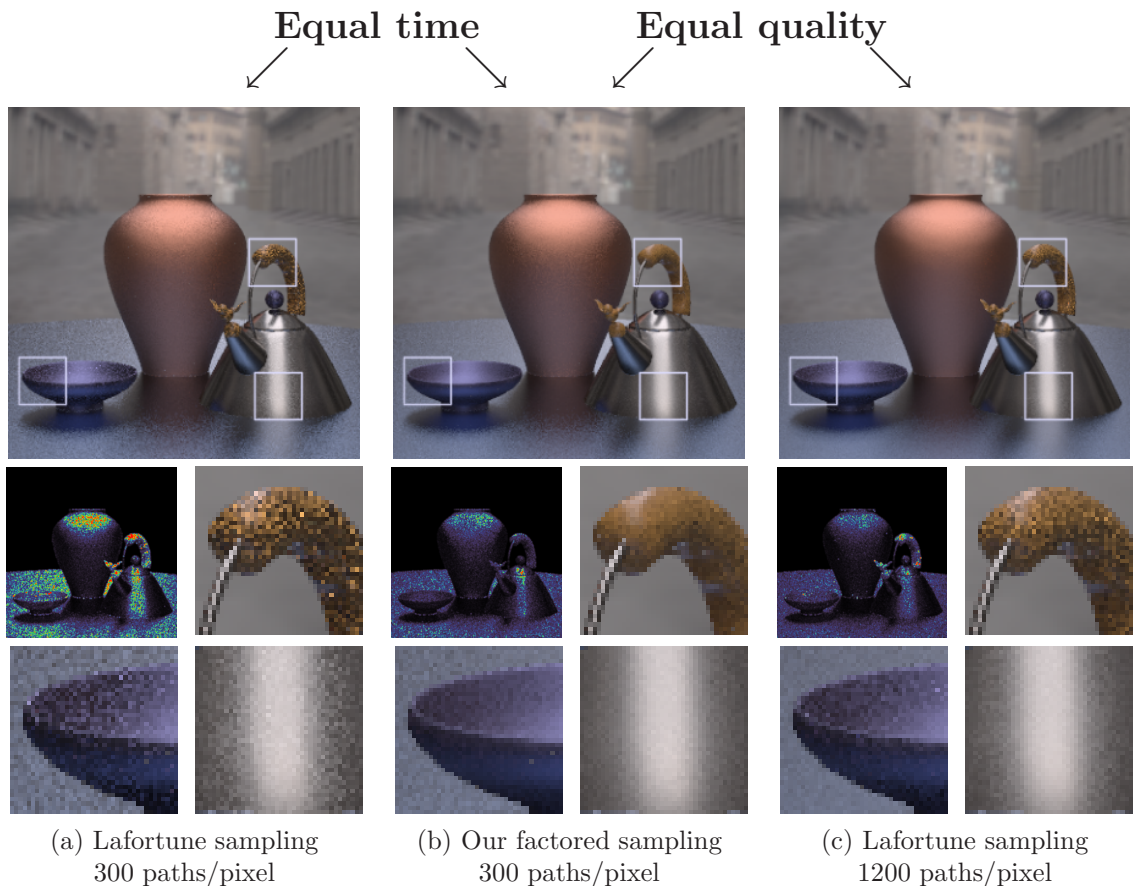 Equal time
Equal quality
(a) Lafortune sampling
300 paths/pixel
(b) Our factored sampling
300 paths/pixel
(c) Lafortune sampling
1200 paths/pixel